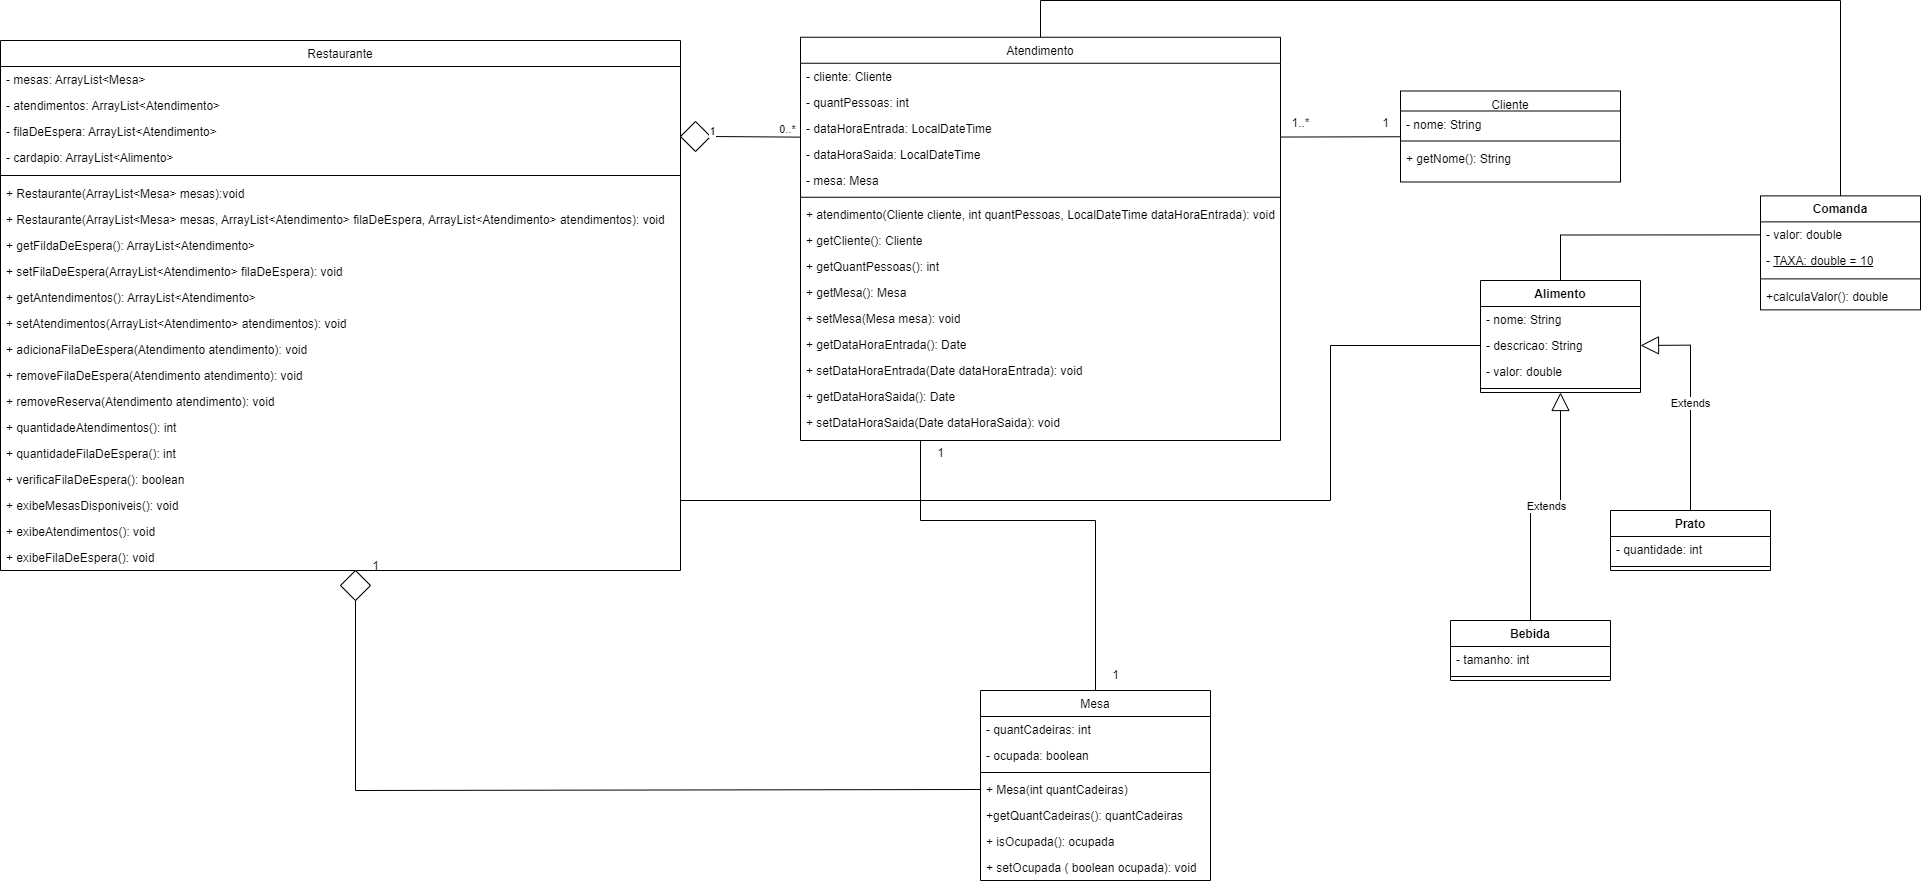 Restaurante
- mesas: ArrayList<Mesa>
- atendimentos: ArrayList<Atendimento>
- filaDeEspera: ArrayList<Atendimento>
- cardapio: ArrayList<Alimento>
+ Restaurante(ArrayList<Mesa> mesas):void
+ Restaurante(ArrayList<Mesa> mesas, ArrayList<Atendimento> filaDeEspera, ArrayList<Atendimento> atendimentos): void
+ getFildaDeEspera(): ArrayList<Atendimento>
+ setFilaDeEspera(ArrayList<Atendimento> filaDeEspera): void
+ getAntendimentos(): ArrayList<Atendimento>
+ setAtendimentos(ArrayList<Atendimento> atendimentos): void
+ adicionaFilaDeEspera(Atendimento atendimento): void
+ removeFilaDeEspera(Atendimento atendimento): void
+ removeReserva(Atendimento atendimento): void
+ quantidadeAtendimentos(): int
+ quantidadeFilaDeEspera(): int
+ verificaFilaDeEspera(): boolean
+ exibeMesasDisponiveis(): void
+ exibeAtendimentos(): void
+ exibeFilaDeEspera(): void
1
1
0..*
Atendimento
- cliente: Cliente
- quantPessoas: int
- dataHoraEntrada: LocalDateTime
- dataHoraSaida: LocalDateTime
- mesa: Mesa
+ atendimento(Cliente cliente, int quantPessoas, LocalDateTime dataHoraEntrada): void
+ getCliente(): Cliente
+ getQuantPessoas(): int
+ getMesa(): Mesa
+ setMesa(Mesa mesa): void
+ getDataHoraEntrada(): Date
+ setDataHoraEntrada(Date dataHoraEntrada): void
+ getDataHoraSaida(): Date
+ setDataHoraSaida(Date dataHoraSaida): void
1
1..*
1
Cliente
- nome: String
+ getNome(): String
Comanda
- valor: double
- TAXA: double = 10
+calculaValor(): double
Alimento
- nome: String
- descricao: String
- valor: double
Extends
Extends
Prato
- quantidade: int
Bebida
- tamanho: int
1
Mesa
- quantCadeiras: int
- ocupada: boolean
+ Mesa(int quantCadeiras)
+getQuantCadeiras(): quantCadeiras
+ isOcupada(): ocupada
+ setOcupada ( boolean ocupada): void